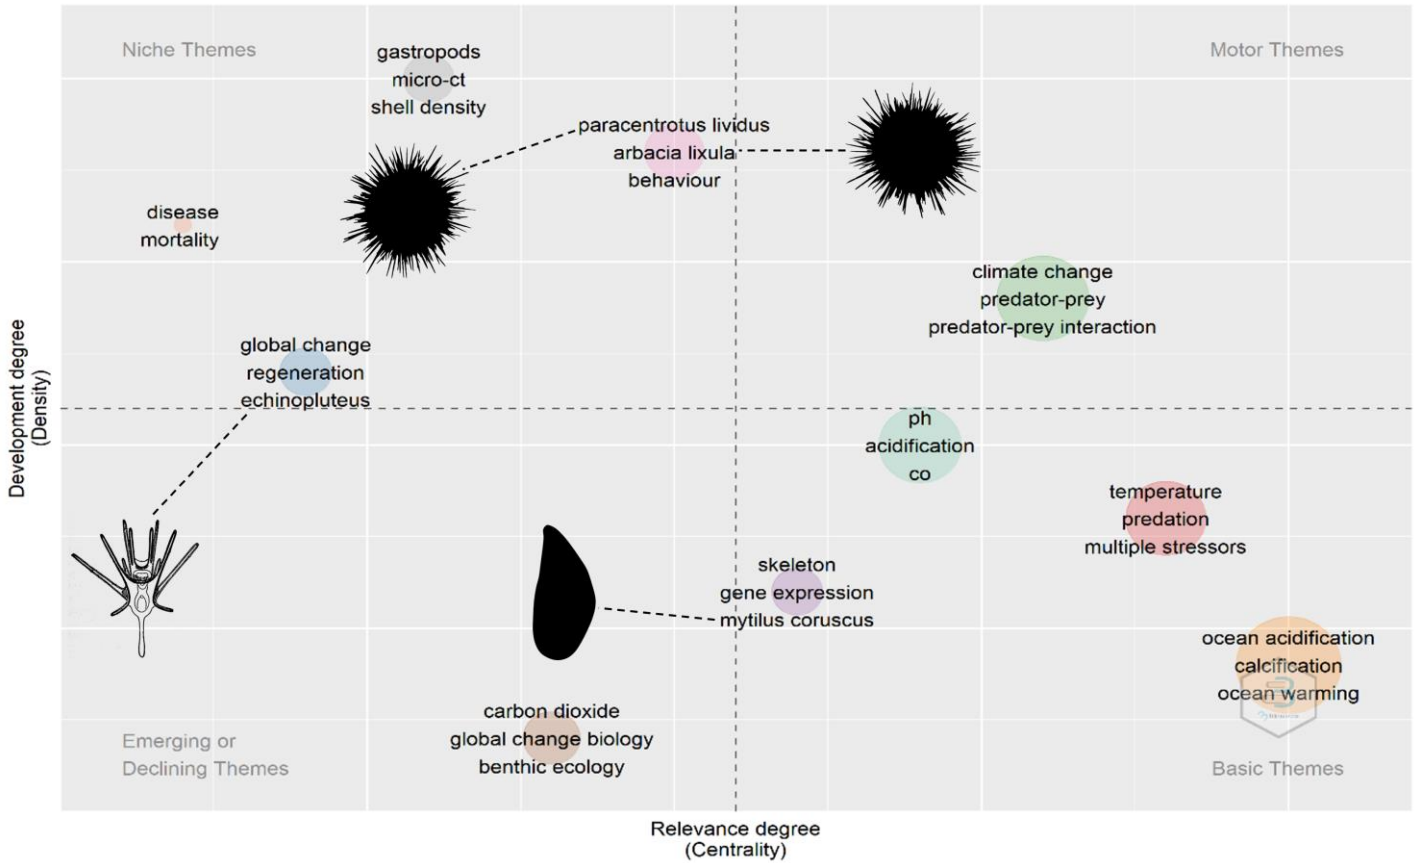 Niche Themes
Motor Themes
gastropods
micro-ct
shell density
paracentrotus lividus
arbacia lixula
behaviour
disease
mortality
climate change
predator-prey
predator-prey interaction
global change
regeneration
echinopluteus
ph
acidification
co
temperature
predation
multiple stressors
skeleton
gene expression
mytilus coruscus
ocean acidification
calcification
ocean warming
carbon dioxide
global change biology
benthic ecology
Emerging or
Declining Themes
Basic Themes
Development degree
(Density)
Relevance degree
(Centrality)